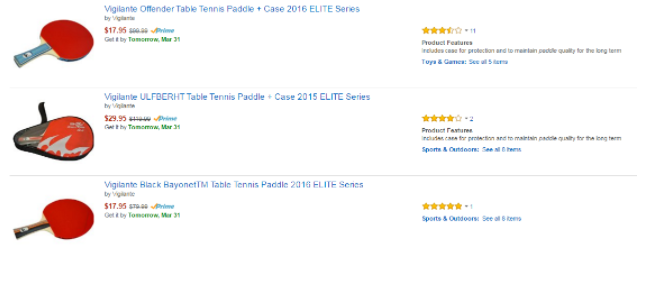 Vigilante Offender Table Tennis Paddle + Case 2016 ELITE Series
by Vigilante
$17.95 Prime
Get it by Tomorrow, Mar 31
11
Product Features
Includes case for protection and to maintain paddle quality for the long term
Toys & Games: See all 5 items
Vigilante ULFBERHT Table Tennis Paddle + Case 2015 ELITE Series
by Vigilante
$29.95 Prime
Get it by Tomorrow, Mar 31
2
Product Features
Includes case for protection and to maintain paddle quality for the long term
Sports & Outdoors: See all 8 items
Vigilante Black BayonetTM Table Tennis Paddle 2016 ELITE Series
by Vigilante
$17.95 $79.99 Prime
Get it by Tomorrow, Mar 31
1
Sports & Outdoors: See all 8 items